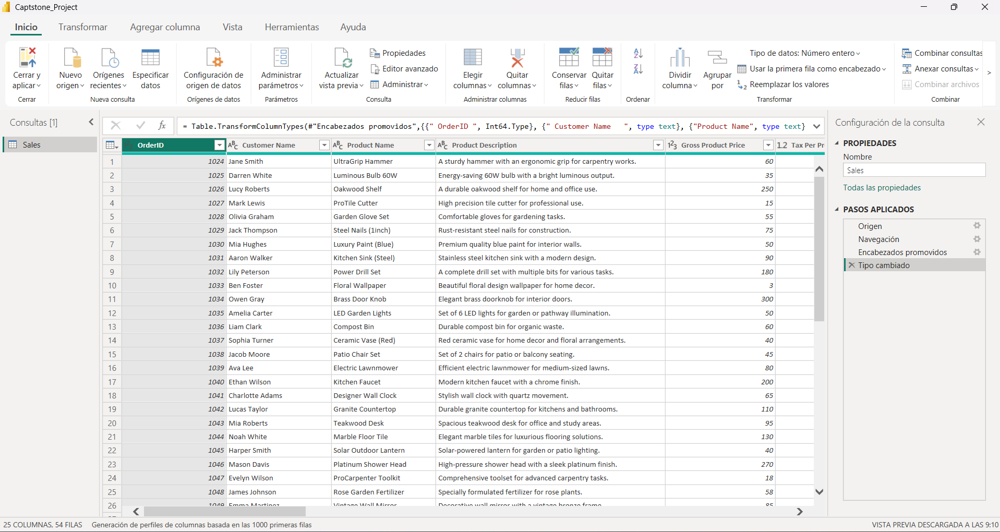 Captstone_Project
Inicio Transformar Agregar columna Vista Herramientas Ayuda
Cerrar y aplicar
Cerrar
Nuevo origen
Orígenes recientes
Especificar datos
Nueva consulta
Configuración de origen de datos
Orígenes de datos
Administrar parámetros
Parámetros
Actualizar vista previa
Propiedades
Editor avanzado
Administrar
Consulta
Elegir columnas
Quitar columnas
Administrar columnas
Conservar filas
Quitar filas
Reducir filas
Ordenar
Dividir columna
Agrupar por
Tipo de datos: Número entero
Usar la primera fila como encabezado
Reemplazar los valores
Transformar
Combinar consultas
Anexar consultas
Combinar archivos
Combinar
Consultas [1]
Sales
fx = Table.TransformColumnTypes(#"Encabezados promovidos",{{" OrderID ", Int64.Type}, {" Customer Name   ", type text}, {"Product Name", type text}
OrderID ABC Customer Name ABC Product Name ABC Product Description 123 Gross Product Price 1.2 Tax Per Pr
1 1024 Jane Smith UltraGrip Hammer A sturdy hammer with an ergonomic grip for carpentry works. 60
2 1025 Darren White Luminous Bulb 60W Energy-saving 60W bulb with a bright luminous output. 35
3 1026 Lucy Roberts Oakwood Shelf A durable oakwood shelf for home and office use. 250
4 1027 Mark Lewis ProTile Cutter High precision tile cutter for professional use. 15
5 1028 Olivia Graham Garden Glove Set Comfortable gloves for gardening tasks. 55
6 1029 Jack Thompson Steel Nails (1inch) Rust-resistant steel nails for construction. 75
7 1030 Mia Hughes Luxury Paint (Blue) Premium quality blue paint for interior walls. 50
8 1031 Aaron Walker Kitchen Sink (Steel) Stainless steel kitchen sink with a modern design. 90
9 1032 Lily Peterson Power Drill Set A complete drill set with multiple bits for various tasks. 180
10 1033 Ben Foster Floral Wallpaper Beautiful floral design wallpaper for home decor. 3
11 1034 Owen Gray Brass Door Knob Elegant brass doorknob for interior doors. 300
12 1035 Amelia Carter LED Garden Lights Set of 6 LED lights for garden or pathway illumination. 50
13 1036 Liam Clark Compost Bin Durable compost bin for organic waste. 60
14 1037 Sophia Turner Ceramic Vase (Red) Red ceramic vase for home decor and floral arrangements. 40
15 1038 Jacob Moore Patio Chair Set Set of 2 chairs for patio or balcony seating. 45
16 1039 Ava Lee Electric Lawnmower Efficient electric lawnmower for medium-sized lawns. 80
17 1040 Ethan Wilson Kitchen Faucet Modern kitchen faucet with a chrome finish. 200
18 1041 Charlotte Adams Designer Wall Clock Stylish wall clock with quartz movement. 65
19 1042 Lucas Taylor Granite Countertop Durable granite countertop for kitchens and bathrooms. 110
20 1043 Mia Roberts Teakwood Desk Spacious teakwood desk for office and study areas. 95
21 1044 Noah White Marble Floor Tile Elegant marble tiles for luxurious flooring solutions. 130
22 1045 Harper Smith Solar Outdoor Lantern Solar-powered lantern for garden or patio lighting. 40
23 1046 Mason Davis Platinum Shower Head High-pressure shower head with a sleek platinum finish. 270
24 1047 Evelyn Wilson ProCarpenter Toolkit Comprehensive toolset for advanced carpentry tasks. 18
25 1048 James Johnson Rose Garden Fertilizer Specially formulated fertilizer for rose plants. 58
26 1049 Emma Martinez Vintage Wall Mirror Decorative wall mirror with a vintage bronze frame
Configuración de la consulta
PROPIEDADES
Nombre
Sales
Todas las propiedades
PASOS APLICADOS
Origen
Navegación
Encabezados promovidos
Tipo cambiado
25 COLUMNAS, 54 FILAS Generación de perfiles de columnas basada en las 1000 primeras filas VISTA PREVIA DESCARGADA A LAS 9:10